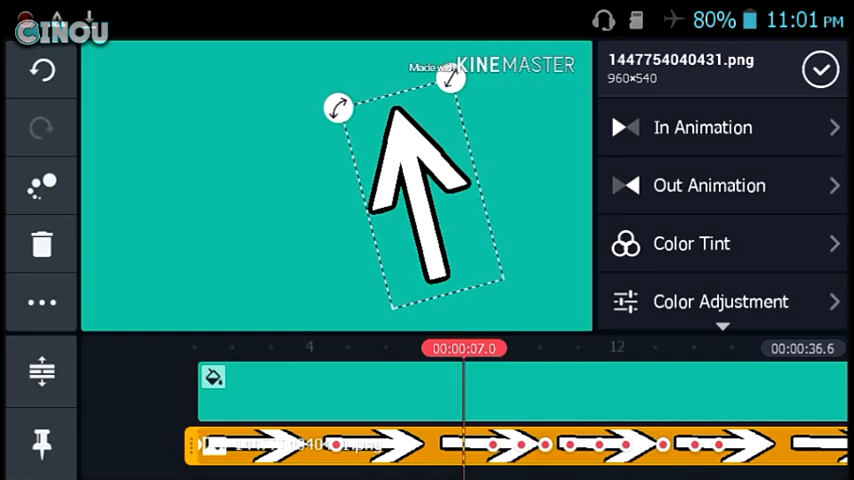 CINOU
80%
11:01 PM
Made with KINEMASTER
1447754040431.png
960×540
In Animation
Out Animation
Color Tint
Color Adjustment
4
00:00:07.0
12
00:00:36.6